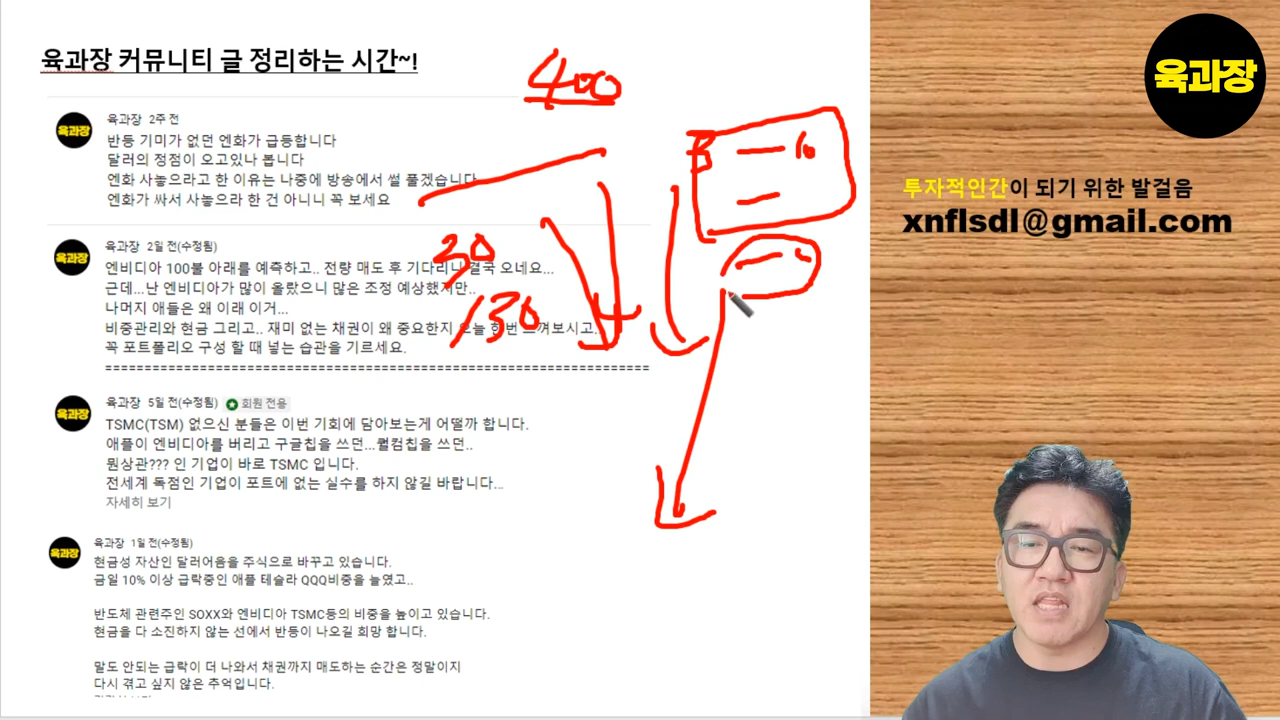 육과장 커뮤니티 글 정리하는 시간~!
400
육과장
육과장 2주 전
반등 기미가 없던 엔화가 급등합니다
달러의 정점이 오고있나 봅니다
엔화 사놓으라고 한 이유는 나중에 방송에서 썰 풀겠습니다
엔화가 싸서 사놓으라 한 건 아니니 꼭 보세요
육과장
육과장 2일 전(수정됨)
엔비디아 100불 아래를 예측하고.. 전량 매도 후 기다리니 결국 오네요...
근데...난 엔비디아가 많이 올랐으니 많은 조정 예상했지만..
나머지 애들은 왜 이래 이거...
비중관리와 현금 그리고.. 재미 없는 채권이 왜 중요한지 오늘 한번 느껴보시고..
꼭 포트폴리오 구성 할 때 넣는 습관을 기르세요.
======================================================================
30
130
육과장
육과장 5일 전(수정됨) 회원 전용
TSMC(TSM) 없으신 분들은 이번 기회에 담아보는게 어떨까 합니다.
애플이 엔비디아를 버리고 구글칩을 쓰던...퀄컴칩을 쓰던..
뭔상관??? 인 기업이 바로 TSMC 입니다.
전세계 독점인 기업이 포트에 없는 실수를 하지 않길 바랍니다...
자세히 보기
육과장
육과장 1일 전(수정됨)
현금성 자산인 달러어음을 주식으로 바꾸고 있습니다.
금일 10% 이상 급락중인 애플 테슬라 QQQ비중을 늘였고..
반도체 관련주인 SOXX와 엔비디아 TSMC등의 비중을 높이고 있습니다.
현금을 다 소진하지 않는 선에서 반등이 나오길 희망 합니다.
말도 안되는 급락이 더 나와서 채권까지 매도하는 순간은 정말이지
다시 겪고 싶지 않은 추억입니다.
육과장
투자적인간이 되기 위한 발걸음
xnflsdl@gmail.com